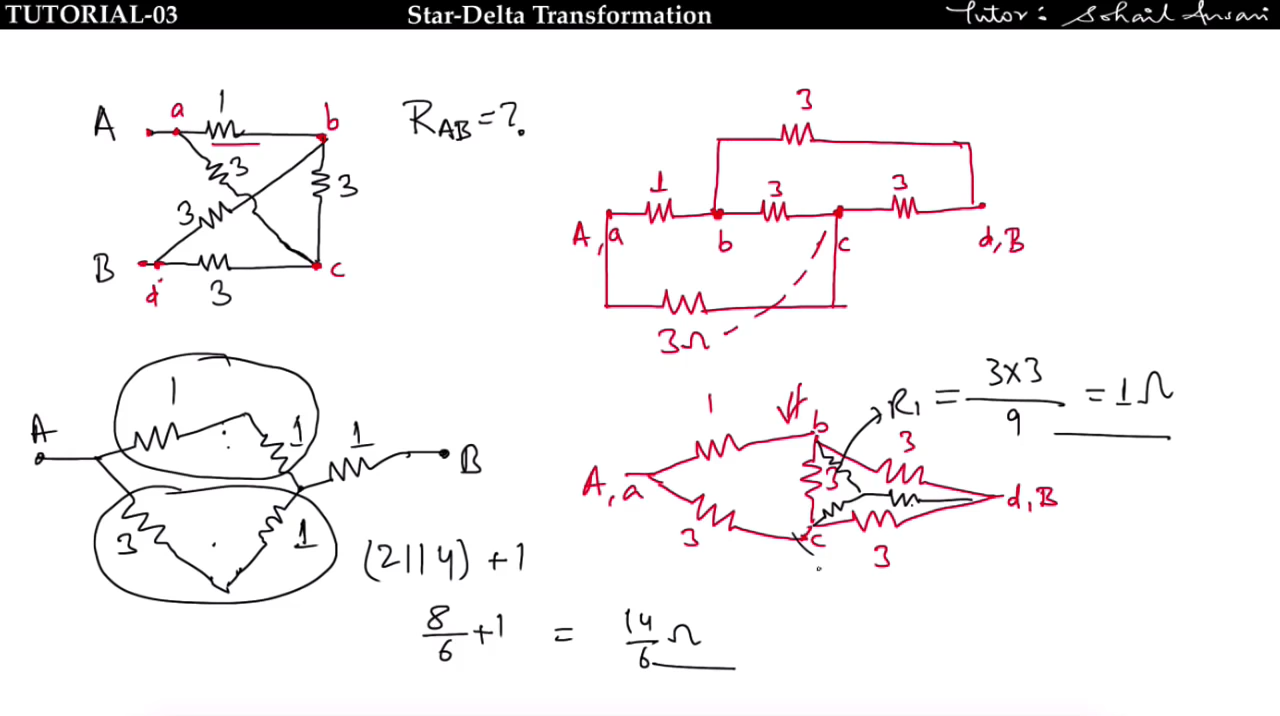 TUTORIAL-03
Star-Delta Transformation
Tutor: Sohail Ansari
A
a
1
b
3
3
3
B
d
3
c
R_AB = ?
3
1
3
3
A, a
b
c
d, B
3Ω
A
1
1
1
B
3
1
(2||4) + 1
8/6 + 1 = 14/6 Ω
1
b
R₁ = 3×3/9 = 1Ω
3
A, a
3
d, B
3
c
3